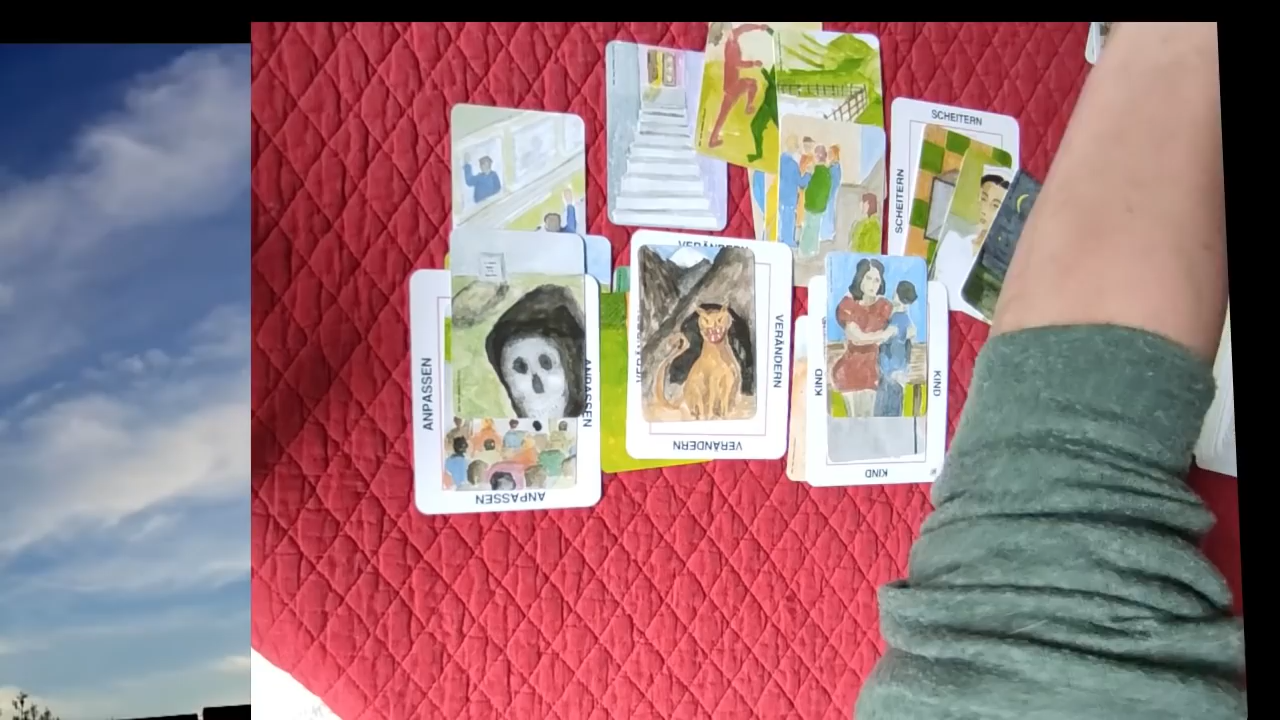 SCHEITERN
SCHEITERN
ANPASSEN
ANPASSEN
ANPASSEN
VERÄNDERN
VERÄNDERN
VERÄNDERN
KIND
KIND
KIND